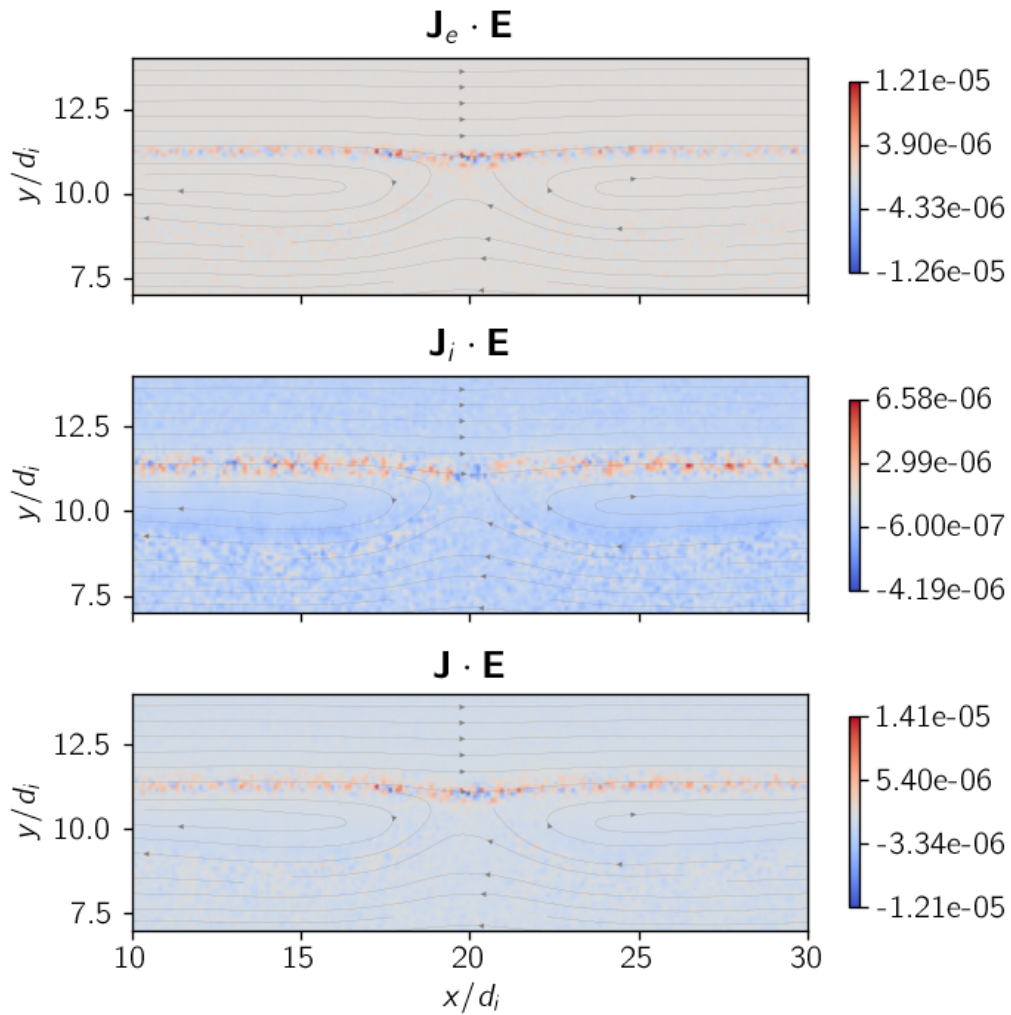 J_e · E
12.5
10.0
7.5
y/d_i
1.21e-05
3.90e-06
-4.33e-06
-1.26e-05
J_i · E
12.5
10.0
7.5
y/d_i
6.58e-06
2.99e-06
-6.00e-07
-4.19e-06
J · E
12.5
10.0
7.5
y/d_i
1.41e-05
5.40e-06
-3.34e-06
-1.21e-05
10 15 20 25 30
x/d_i